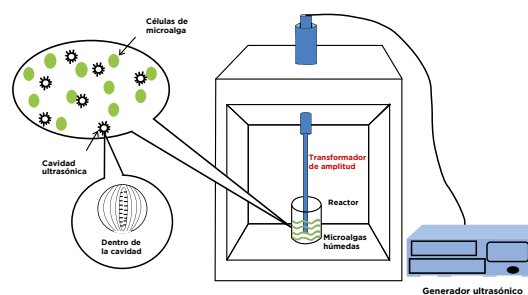 Células de
microalga
Cavidad
ultrasónica
Dentro de
la cavidad
Transformador
de amplitud
Reactor
Microalgas
húmedas
Generador ultrasónico